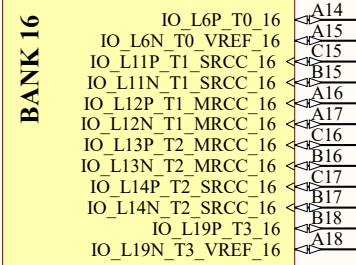 BANK 16
IO_L6P_T0_16 A14
IO_L6N_T0_VREF_16 A15
IO_L11P_T1_SRCC_16 C15
IO_L11N_T1_SRCC_16 B15
IO_L12P_T1_MRCC_16 A16
IO_L12N_T1_MRCC_16 A17
IO_L13P_T2_MRCC_16 C16
IO_L13N_T2_MRCC_16 B16
IO_L14P_T2_SRCC_16 C17
IO_L14N_T2_SRCC_16 B17
IO_L19P_T3_16 B18
IO_L19N_T3_VREF_16 A18